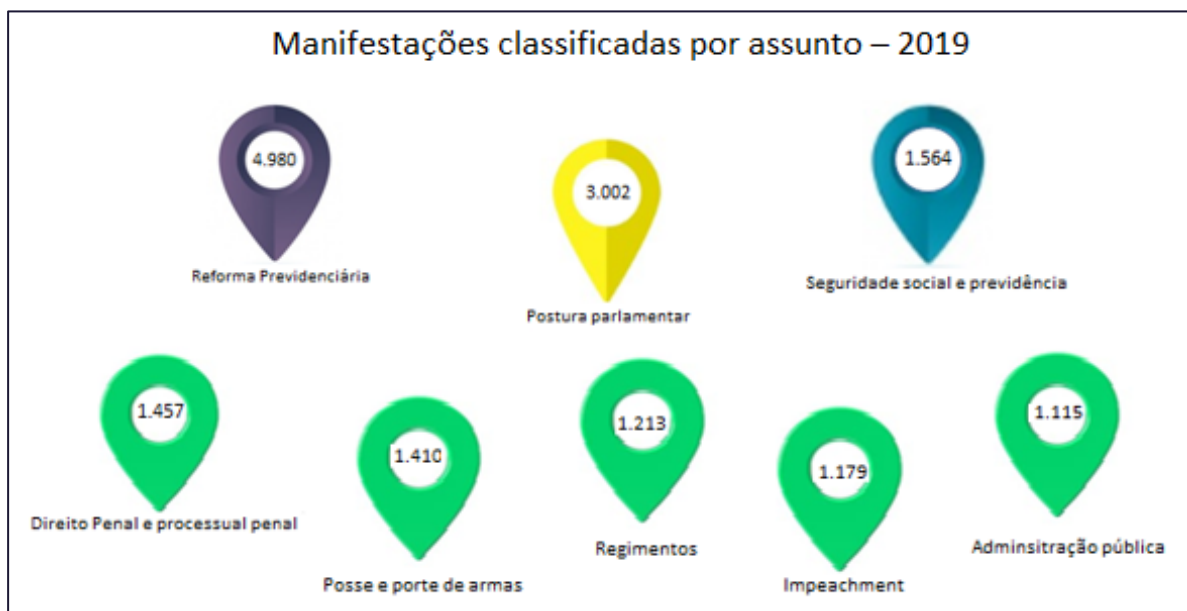 Manifestações classificadas por assunto – 2019
4.980
Reforma Previdenciária
3.002
Postura parlamentar
1.564
Seguridade social e previdência
1.457
Direito Penal e processual penal
1.410
Posse e porte de armas
1.213
Regimentos
1.179
Impeachment
1.115
Adminsitração pública